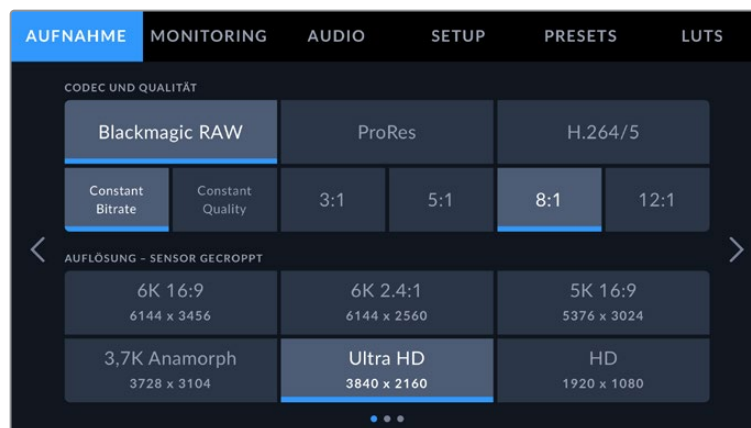 AUFNAHME MONITORING AUDIO SETUP PRESETS LUTS
CODEC UND QUALITÄT
Blackmagic RAW ProRes H.264/5
Constant Bitrate Constant Quality 3:1 5:1 8:1 12:1
AUFLÖSUNG – SENSOR GECROPPT
6K 16:9 6K 2.4:1 5K 16:9
6144 x 3456 6144 x 2560 5376 x 3024
3,7K Anamorph Ultra HD HD
3728 x 3104 3840 x 2160 1920 x 1080